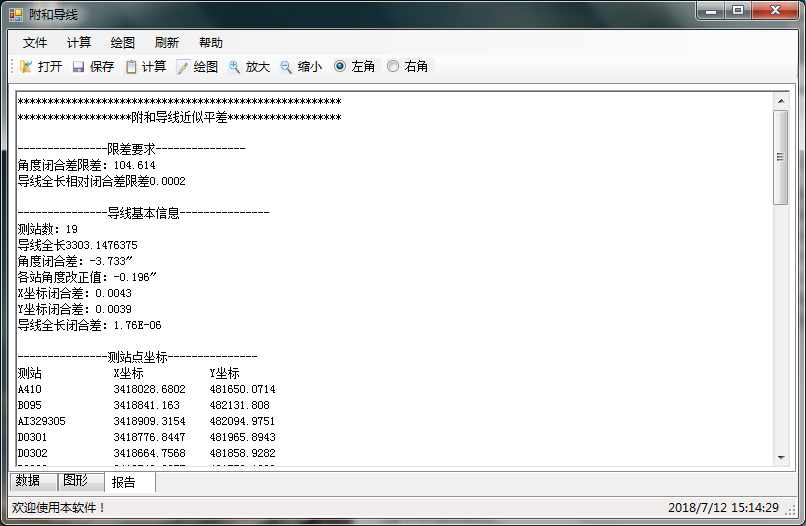 附和导线
文件 计算 绘图 刷新 帮助
打开 保存 计算 绘图 放大 缩小 左角 右角
******************************************************
*******************附和导线近似平差*******************
---------------限差要求---------------
角度闭合差限差：104.614
导线全长相对闭合差限差0.0002
---------------导线基本信息---------------
测站数：19
导线全长3303.1476375
角度闭合差：-3.733"
各站角度改正值：-0.196"
X坐标闭合差：0.0043
Y坐标闭合差：0.0039
导线全长闭合差：1.76E-06
---------------测站点坐标---------------
测站 X坐标 Y坐标
A410 3418028.6802 481650.0714
B095 3418841.163 482131.808
AI329305 3418909.3154 482094.9751
D0301 3418776.8447 481965.8943
D0302 3418664.7568 481858.9282
数据 图形 报告
欢迎使用本软件！ 2018/7/12 15:14:29